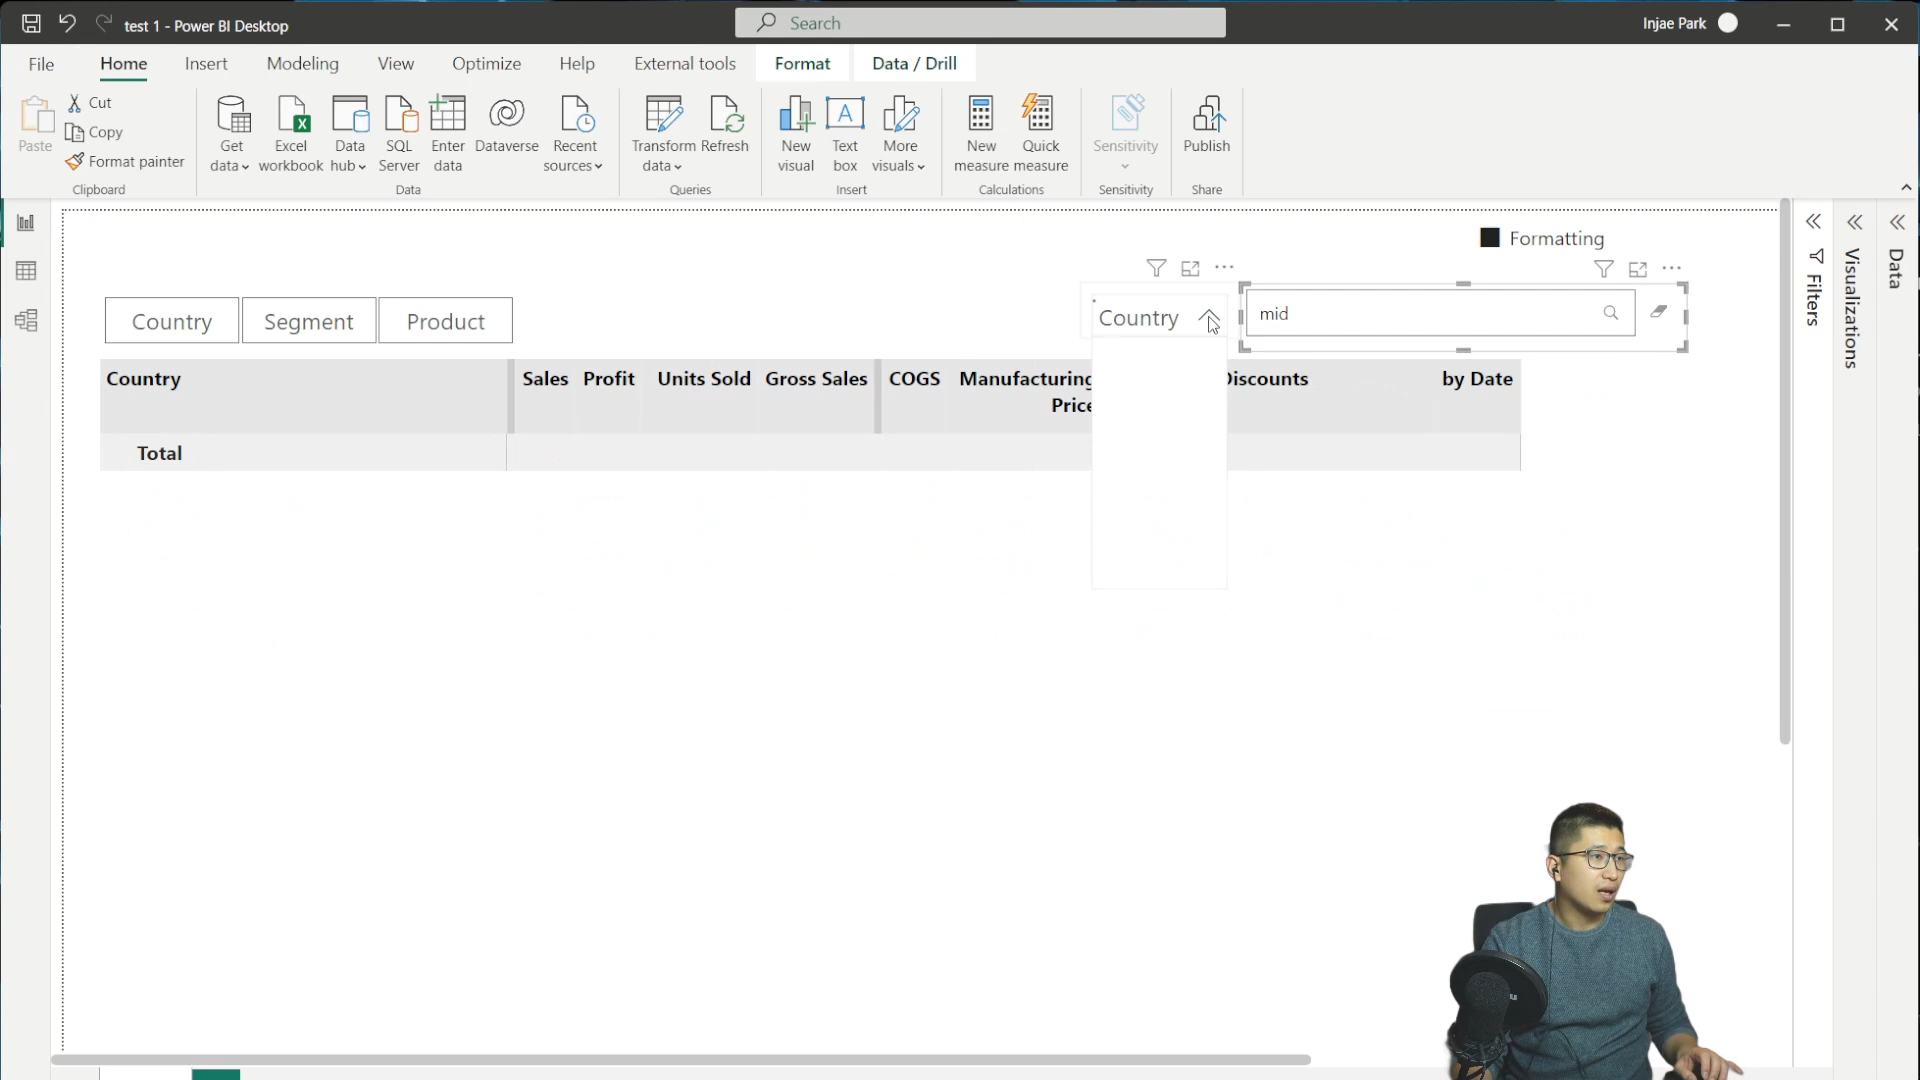 test 1 - Power BI Desktop
Search
Injae Park
File
Home
Insert
Modeling
View
Optimize
Help
External tools
Format
Data / Drill
Paste
Cut
Copy
Format painter
Clipboard
Get data
Excel workbook
Data hub
SQL Server
Enter data
Dataverse
Recent sources
Data
Transform data
Refresh
Queries
New visual
Text box
More visuals
Insert
New measure
Quick measure
Calculations
Sensitivity
Sensitivity
Publish
Share
Formatting
Country
Segment
Product
Country
mid
Country
Sales
Profit
Units Sold
Gross Sales
COGS
Manufacturing Price
Discounts
by Date
Total
Filters
Visualizations
Data